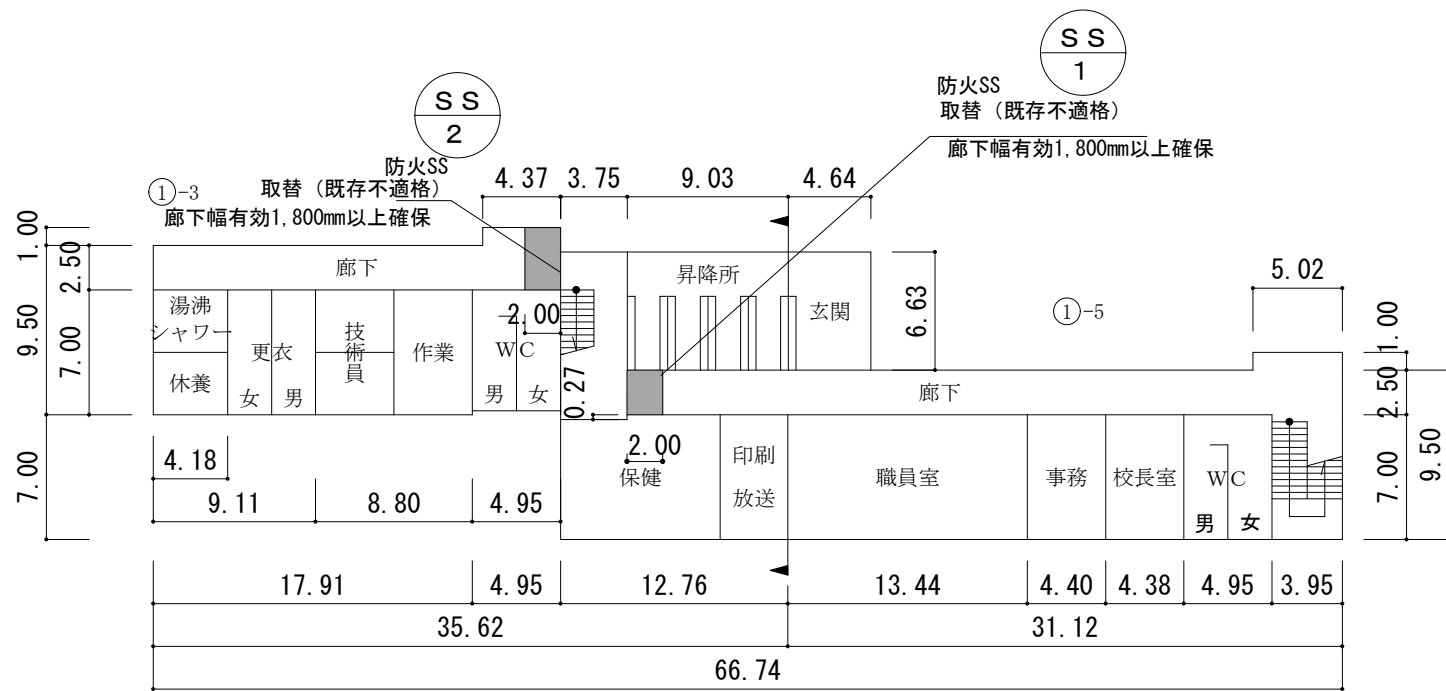 SS
1
防火SS
取替（既存不適格）
廊下幅有効1,800mm以上確保
SS
2
防火SS
取替（既存不適格）
廊下幅有効1,800mm以上確保
①-3
4.37
3.75
9.03
4.64
1.00
2.50
9.50
7.00
7.00
廊下
湯沸
シャワー
休養
更衣
女
男
技術員
作業
2.00
WC
男
女
0.27
昇降所
玄関
6.63
①-5
5.02
1.00
2.50
7.00
9.50
廊下
2.00
保健
印刷
放送
職員室
事務
校長室
WC
男
女
4.18
9.11
8.80
4.95
17.91
4.95
12.76
13.44
4.40
4.38
4.95
3.95
35.62
31.12
66.74